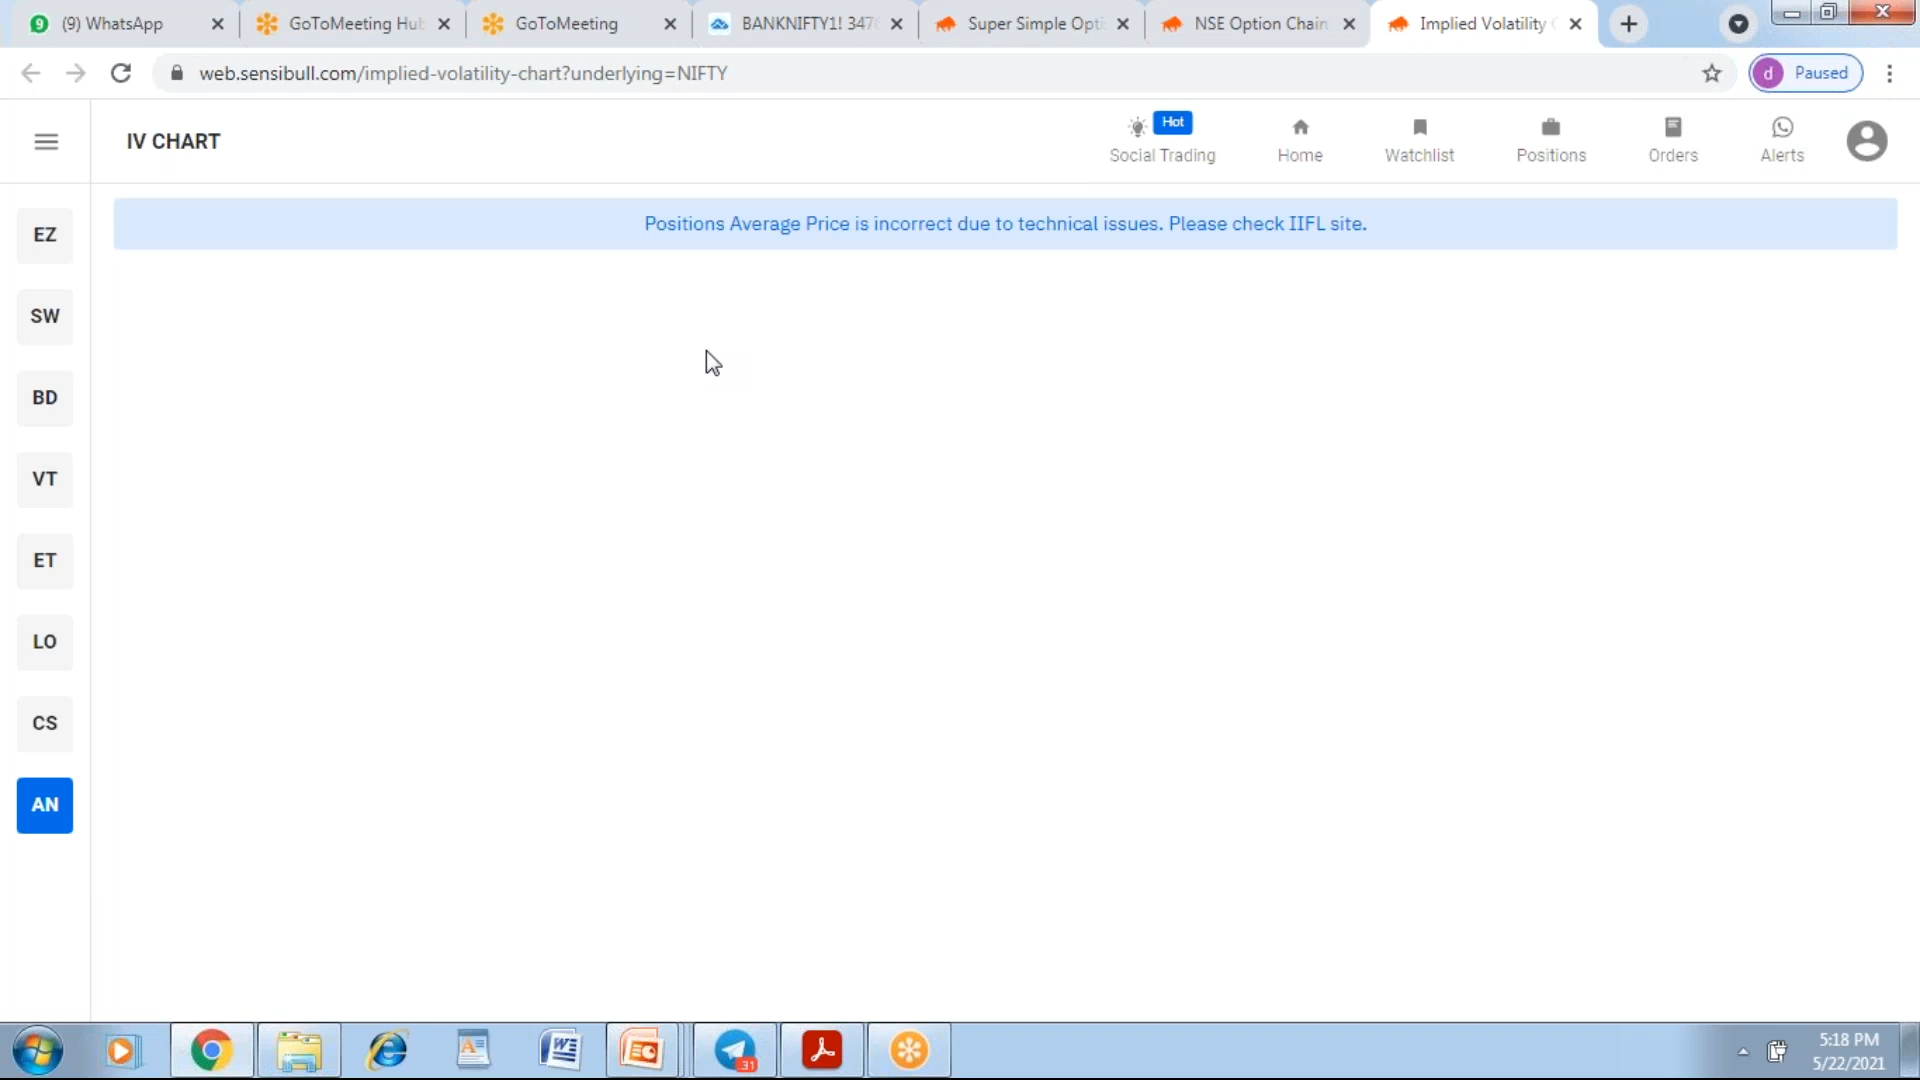 9
(9) WhatsApp
GoToMeeting Hub
GoToMeeting
BANKNIFTY1! 347
Super Simple Opti
NSE Option Chain
Implied Volatility C
web.sensibull.com/implied-volatility-chart?underlying=NIFTY
d
Paused
IV CHART
Hot
Social Trading
Home
Watchlist
Positions
Orders
Alerts
Positions Average Price is incorrect due to technical issues. Please check IIFL site.
EZ
SW
BD
VT
ET
LO
CS
AN
31
5:18 PM
5/22/2021